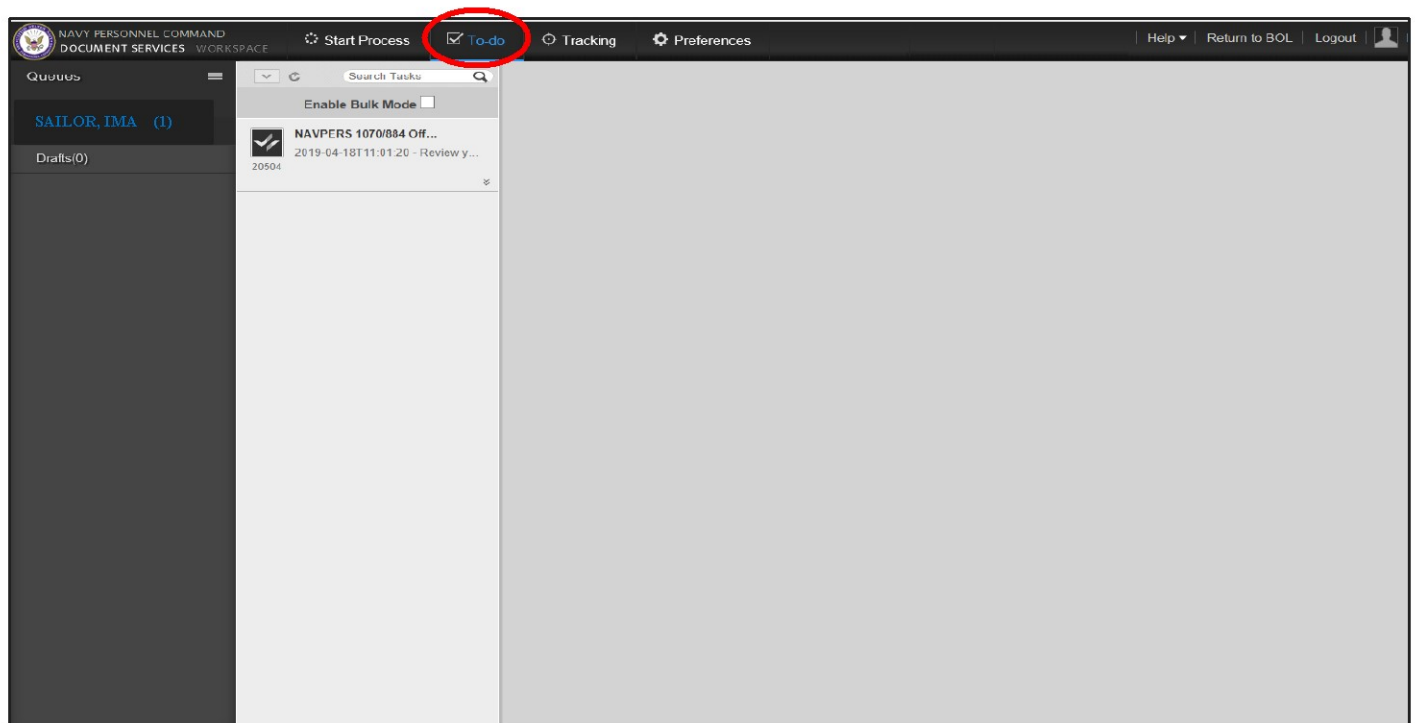 NAVY PERSONNEL COMMAND
DOCUMENT SERVICES WORKSPACE
Start Process
To-do
Tracking
Preferences
Help
Return to BOL
Logout
Queues
Search Tasks
Enable Bulk Mode
SAILOR, IMA (1)
NAVPERS 1070/884 Off...
2019-04-18T11:01:20 - Review y...
Drafts(0)
20504